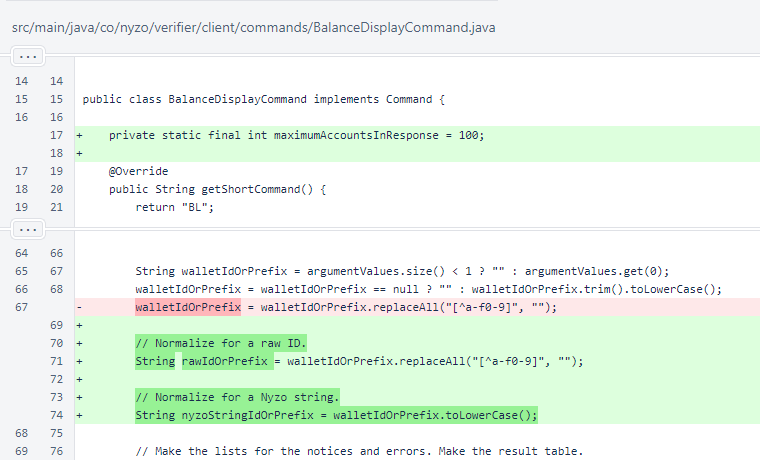 src/main/java/co/nyzo/verifier/client/commands/BalanceDisplayCommand.java
...
14 14
15 15 public class BalanceDisplayCommand implements Command {
16 16
17 + private static final int maximumAccountsInResponse = 100;
18 +
17 19 @Override
18 20 public String getShortCommand() {
19 21 return "BL";
...
64 66
65 67 String walletIdOrPrefix = argumentValues.size() < 1 ? "" : argumentValues.get(0);
66 68 walletIdOrPrefix = walletIdOrPrefix == null ? "" : walletIdOrPrefix.trim().toLowerCase();
67 - walletIdOrPrefix = walletIdOrPrefix.replaceAll("[^a-f0-9]", "");
69 +
70 + // Normalize for a raw ID.
71 + String rawIdOrPrefix = walletIdOrPrefix.replaceAll("[^a-f0-9]", "");
72 +
73 + // Normalize for a Nyzo string.
74 + String nyzoStringIdOrPrefix = walletIdOrPrefix.toLowerCase();
68 75
69 76 // Make the lists for the notices and errors. Make the result table.